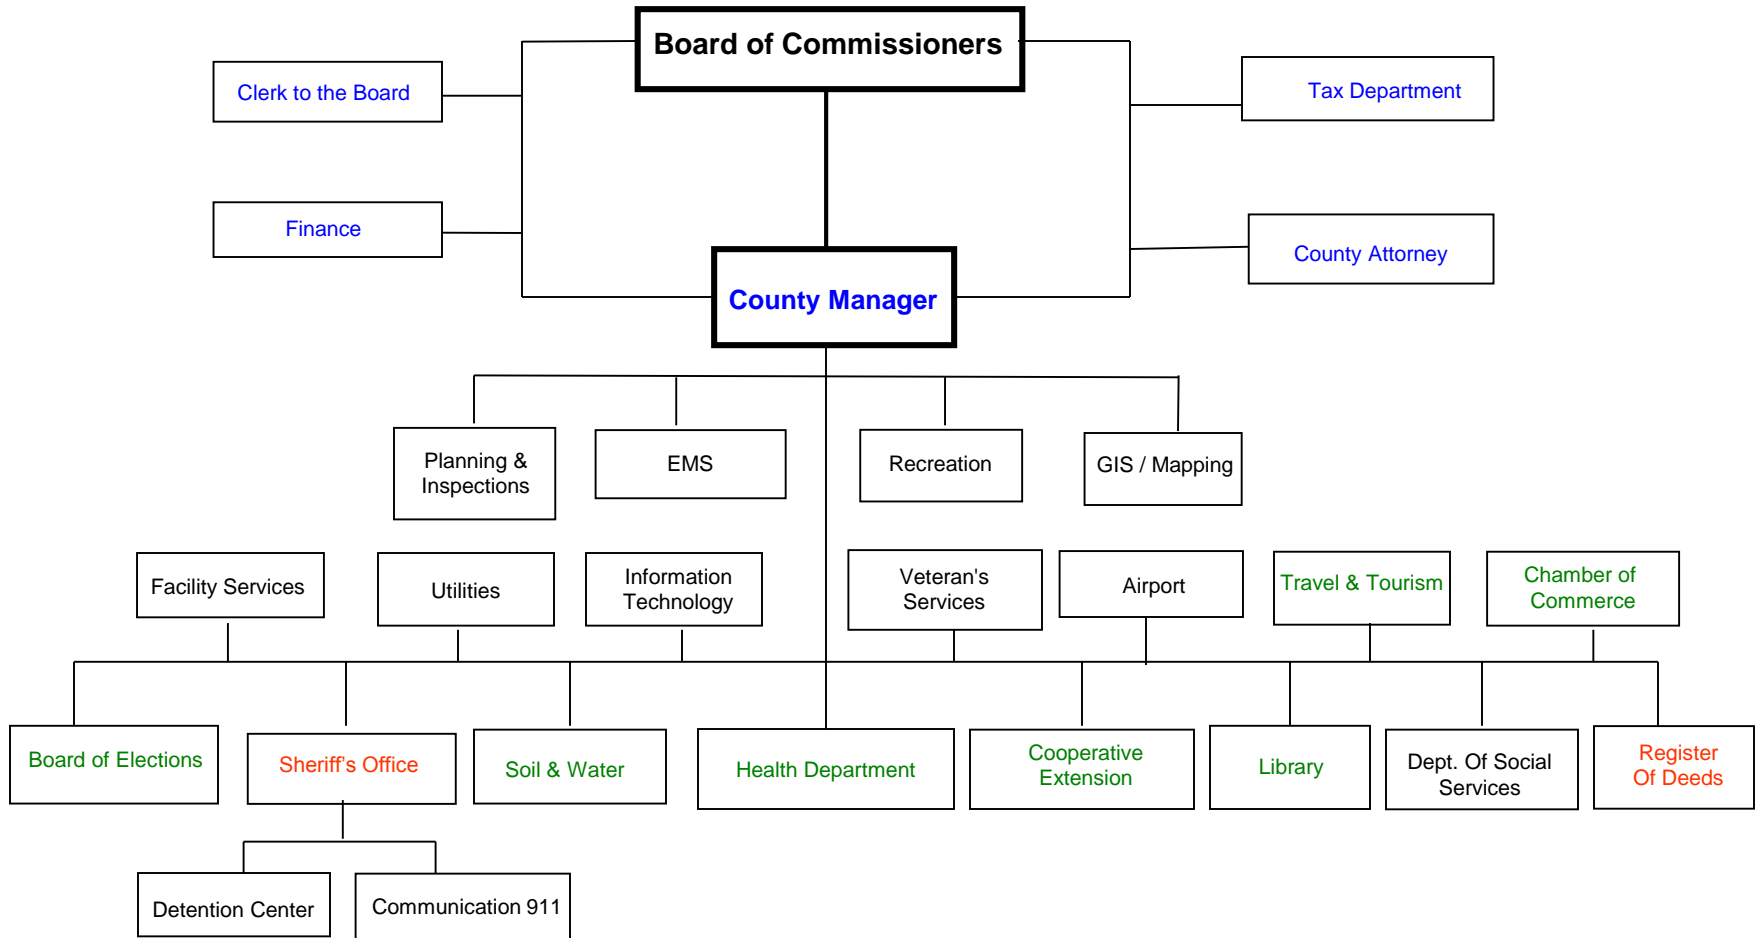 Board of Commissioners
Clerk to the Board
Tax Department
Finance
County Attorney
County Manager
Planning &
Inspections
EMS
Recreation
GIS / Mapping
Facility Services
Utilities
Information
Technology
Veteran's
Services
Airport
Travel & Tourism
Chamber of
Commerce
Board of Elections
Sheriff's Office
Soil & Water
Health Department
Cooperative
Extension
Library
Dept. Of Social
Services
Register
Of Deeds
Detention Center
Communication 911